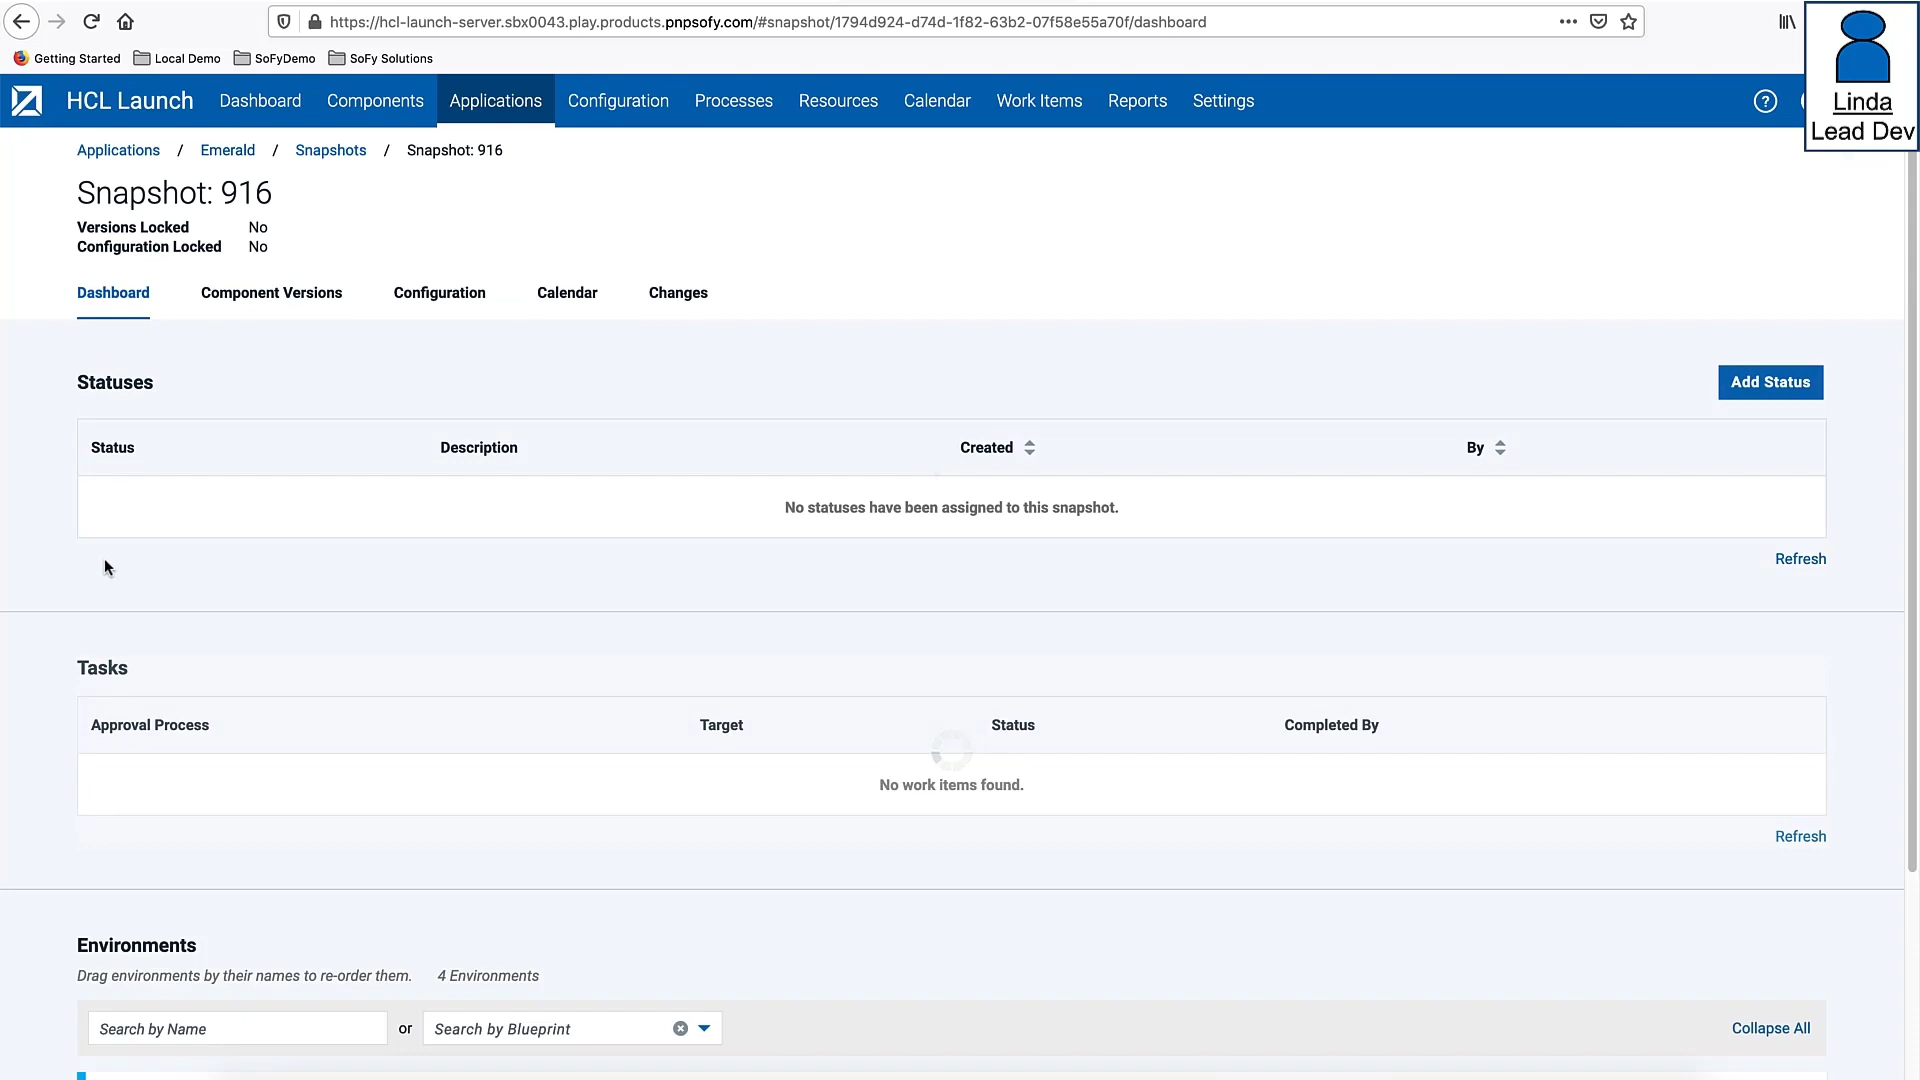 https://hcl-launch-server.sbx0043.play.products.pnpsofy.com/#snapshot/1794d924-d74d-1f82-63b2-07f58e55a70f/dashboard
Getting Started Local Demo SoFyDemo SoFy Solutions
HCL Launch Dashboard Components Applications Configuration Processes Resources Calendar Work Items Reports Settings
Linda
Lead Dev
Applications / Emerald / Snapshots / Snapshot: 916
Snapshot: 916
Versions Locked No
Configuration Locked No
Dashboard Component Versions Configuration Calendar Changes
Statuses Add Status
Status Description Created By
No statuses have been assigned to this snapshot.
Refresh
Tasks
Approval Process Target Status Completed By
No work items found.
Refresh
Environments
Drag environments by their names to re-order them. 4 Environments
Search by Name or Search by Blueprint Collapse All